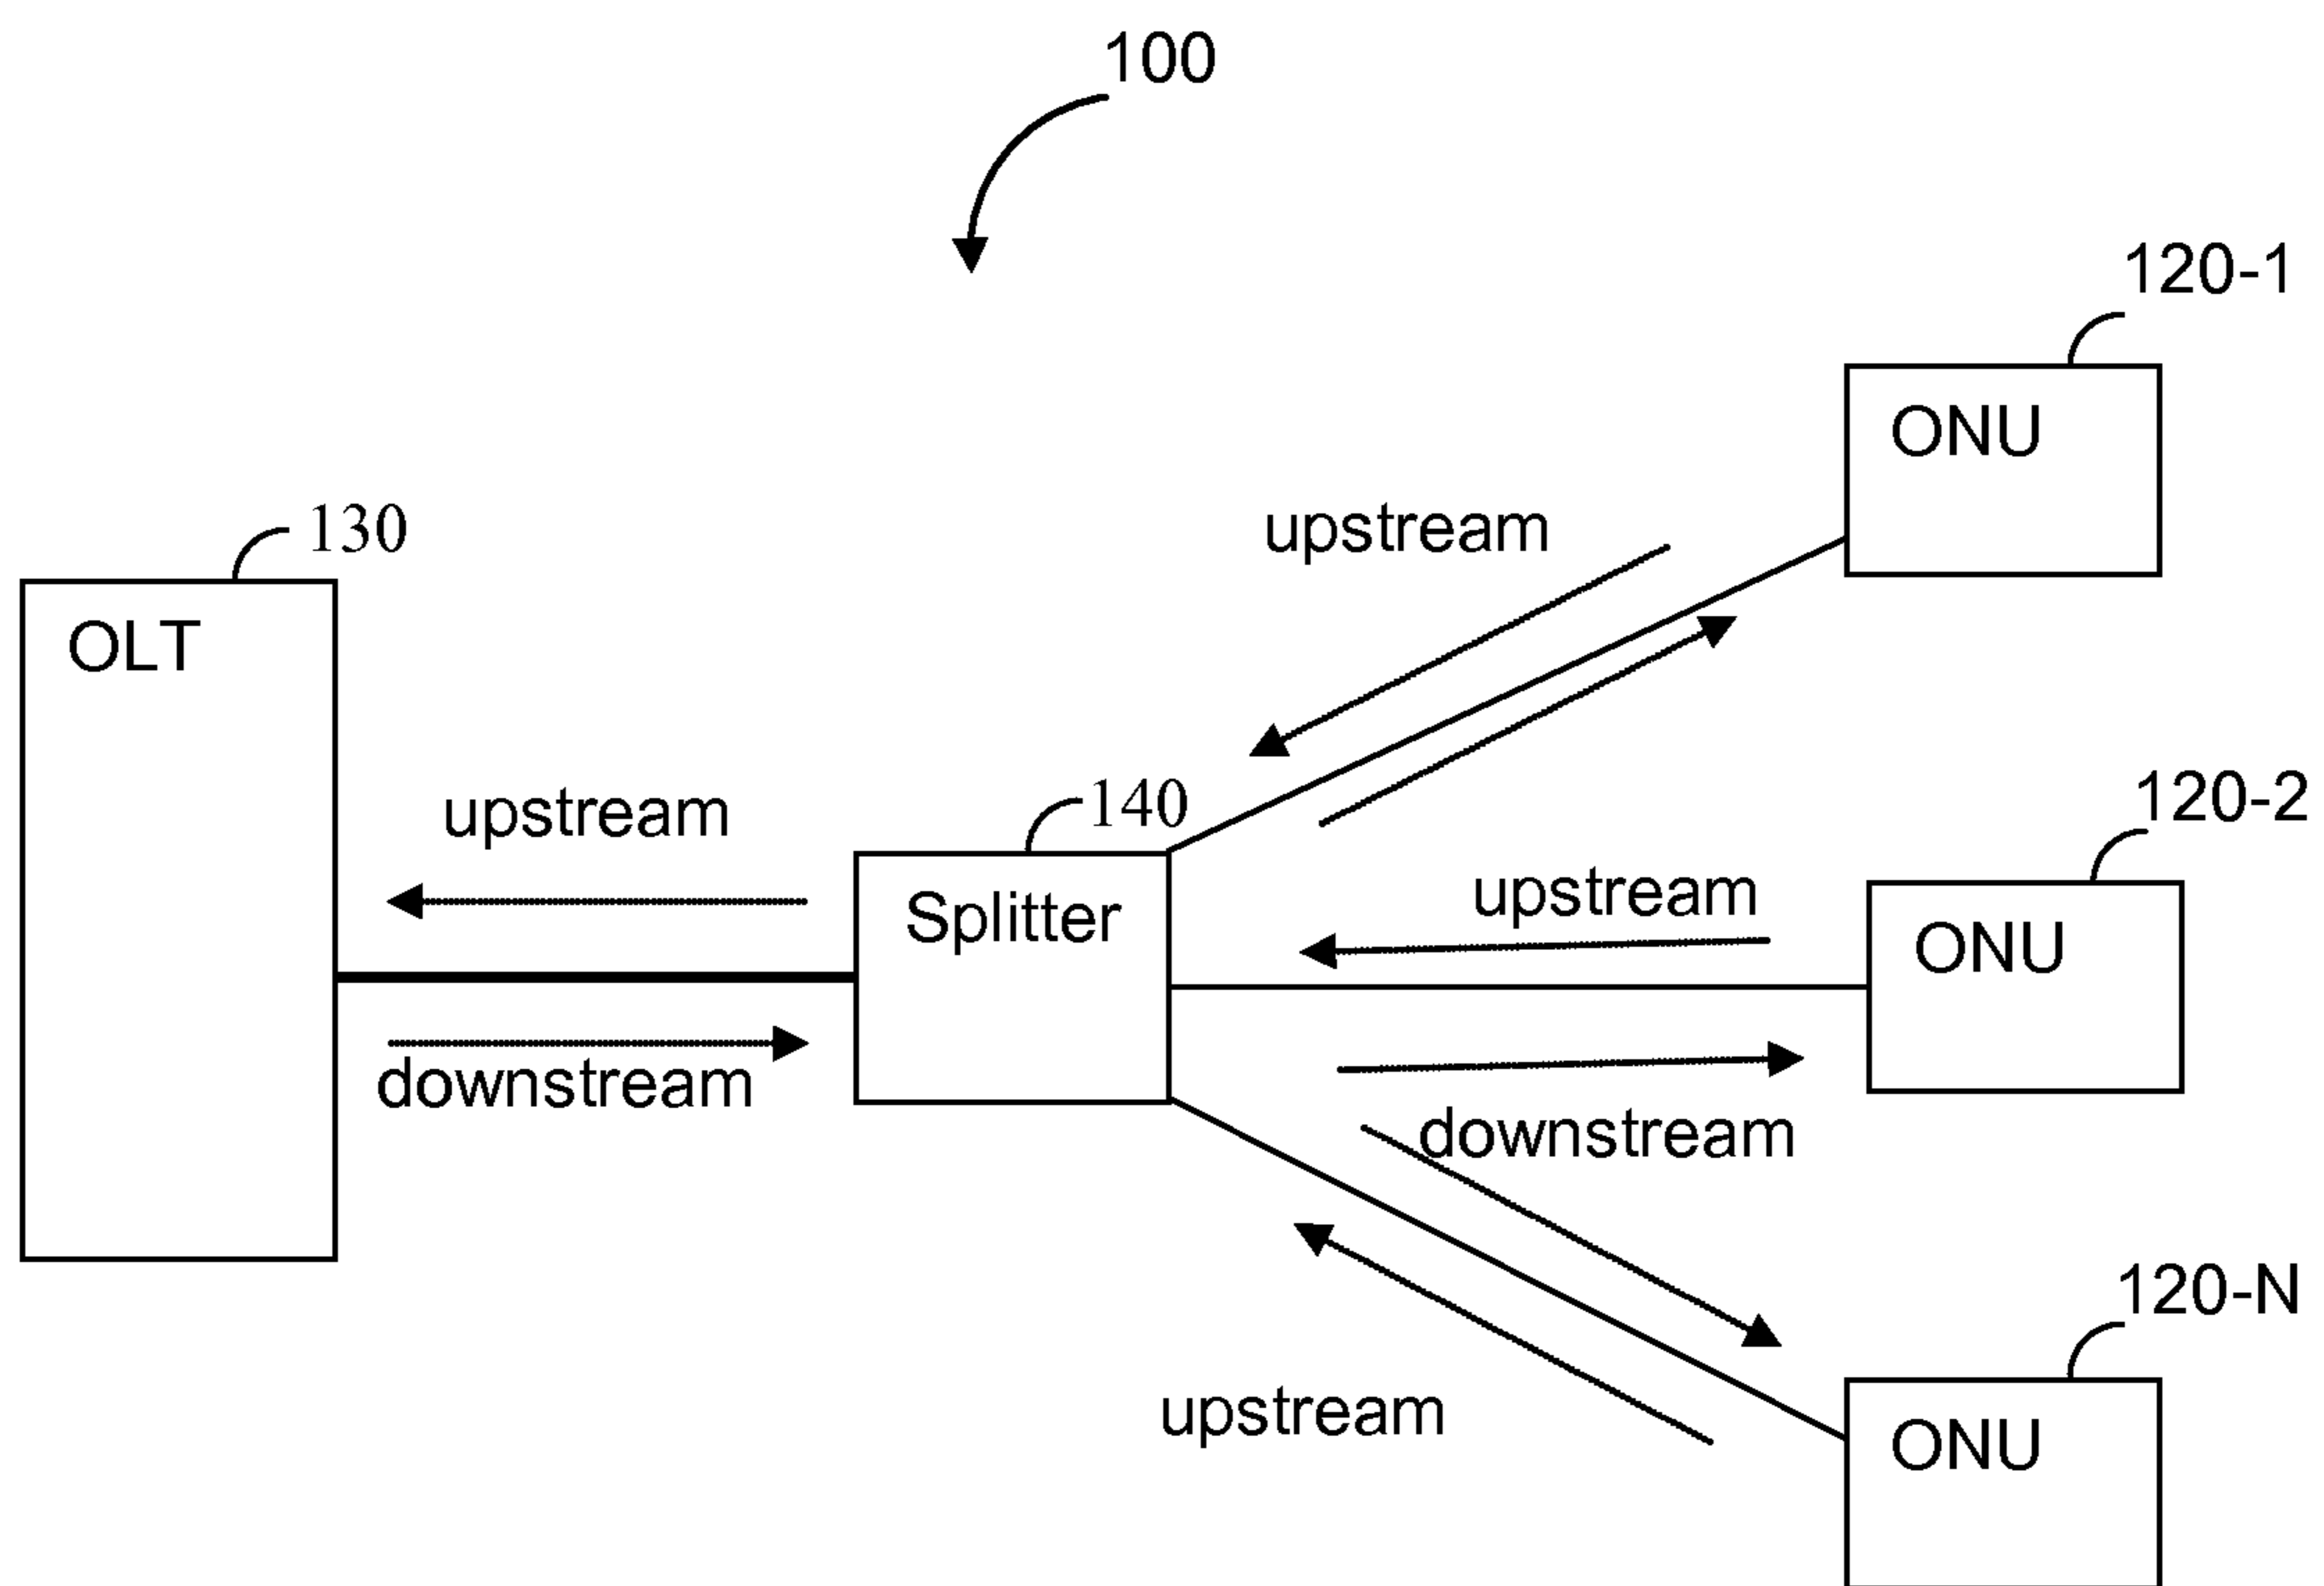 100
120-1
ONU
130
upstream
OLT
140
120-2
upstream
upstream
Splitter
ONU
downstream
downstream
120-N
upstream
ONU